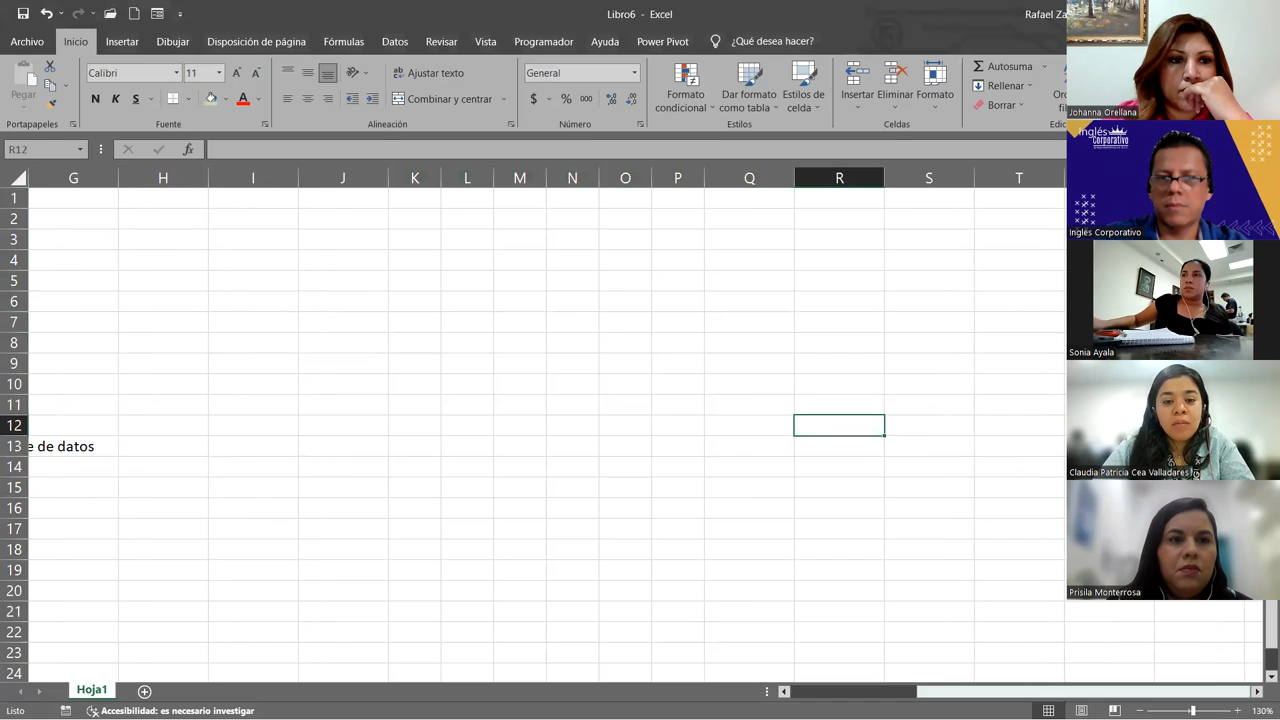 Libro6 - Excel
Rafael Za
Archivo Inicio Insertar Dibujar Disposición de página Fórmulas Datos Revisar Vista Programador Ayuda Power Pivot ¿Qué desea hacer?
Pegar
Calibri 11
N K S
Ajustar texto
Combinar y centrar
General
$ % 000
Formato condicional
Dar formato como tabla
Estilos de celda
Insertar Eliminar Formato
Autosuma
Rellenar
Borrar
Portapapeles Fuente Alineación Número Estilos Celdas
R12 fx
G H I J K L M N O P Q R S T
1
2
3
4
5
6
7
8
9
10
11
12
13 e de datos
14
15
16
17
18
19
20
21
22
23
24
Hoja1
Listo Accesibilidad: es necesario investigar 130%
Johanna Orellana
Inglés Corporativo
Inglés Corporativo
Sonia Ayala
Claudia Patricia Cea Valladares
Prisila Monterrosa